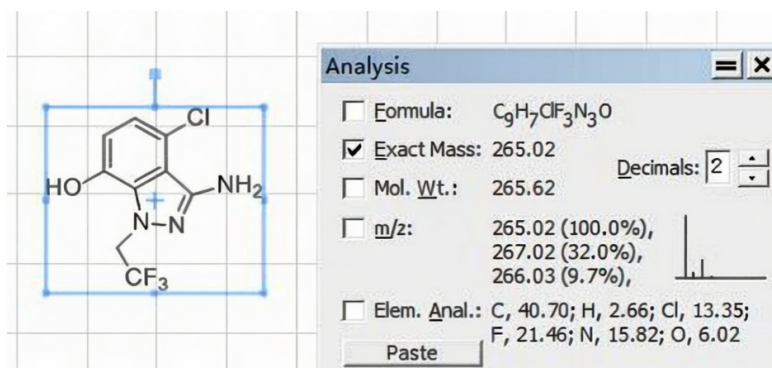 Cl
HO
NH₂
N
N
CF₃
Analysis
Formula: C₉H₇ClF₃N₃O
Exact Mass: 265.02
Decimals: 2
Mol. Wt.: 265.62
m/z: 265.02 (100.0%),
267.02 (32.0%),
266.03 (9.7%),
Elem. Anal.: C, 40.70; H, 2.66; Cl, 13.35;
F, 21.46; N, 15.82; O, 6.02
Paste